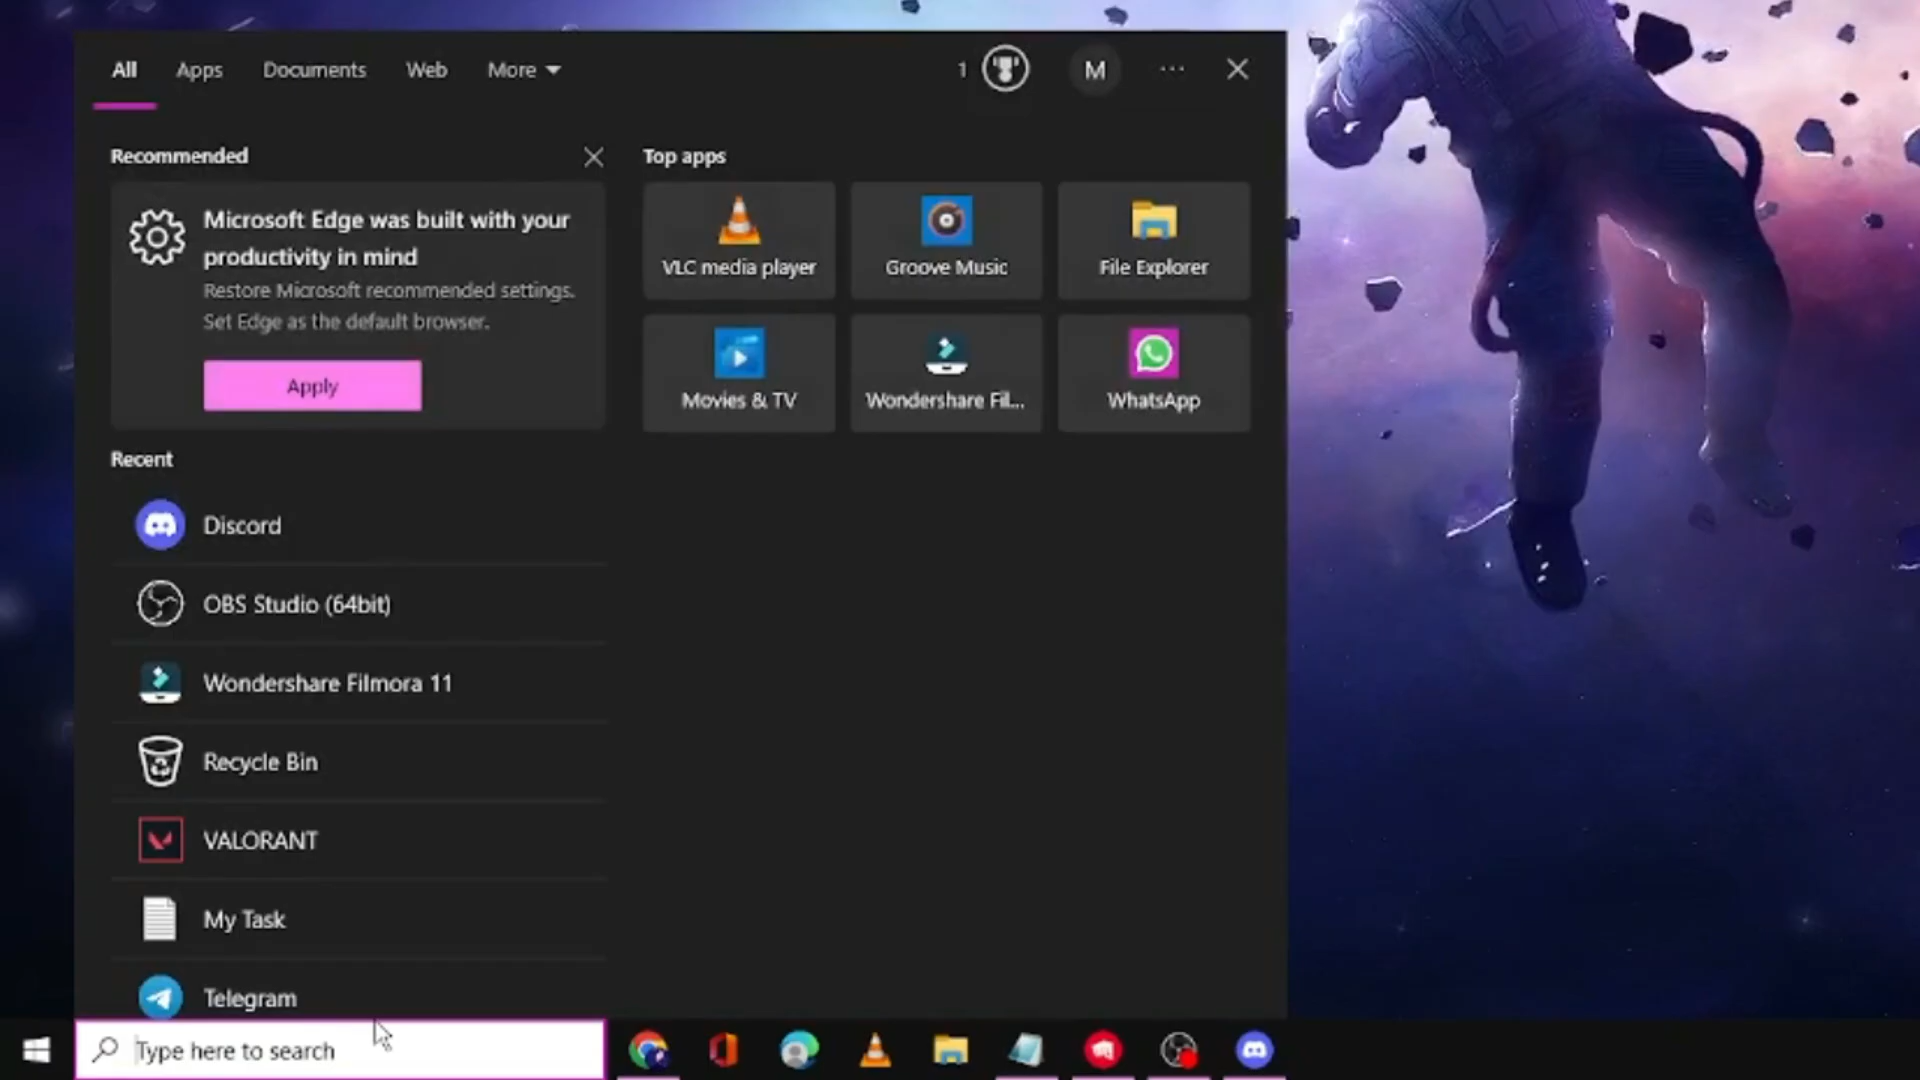 All Apps Documents Web More 1 M ...
Recommended
Microsoft Edge was built with your
productivity in mind
Restore Microsoft recommended settings.
Set Edge as the default browser.
Apply
Top apps
VLC media player Groove Music File Explorer
Movies & TV Wondershare Fil... WhatsApp
Recent
Discord
OBS Studio (64bit)
Wondershare Filmora 11
Recycle Bin
VALORANT
My Task
Telegram
Type here to search